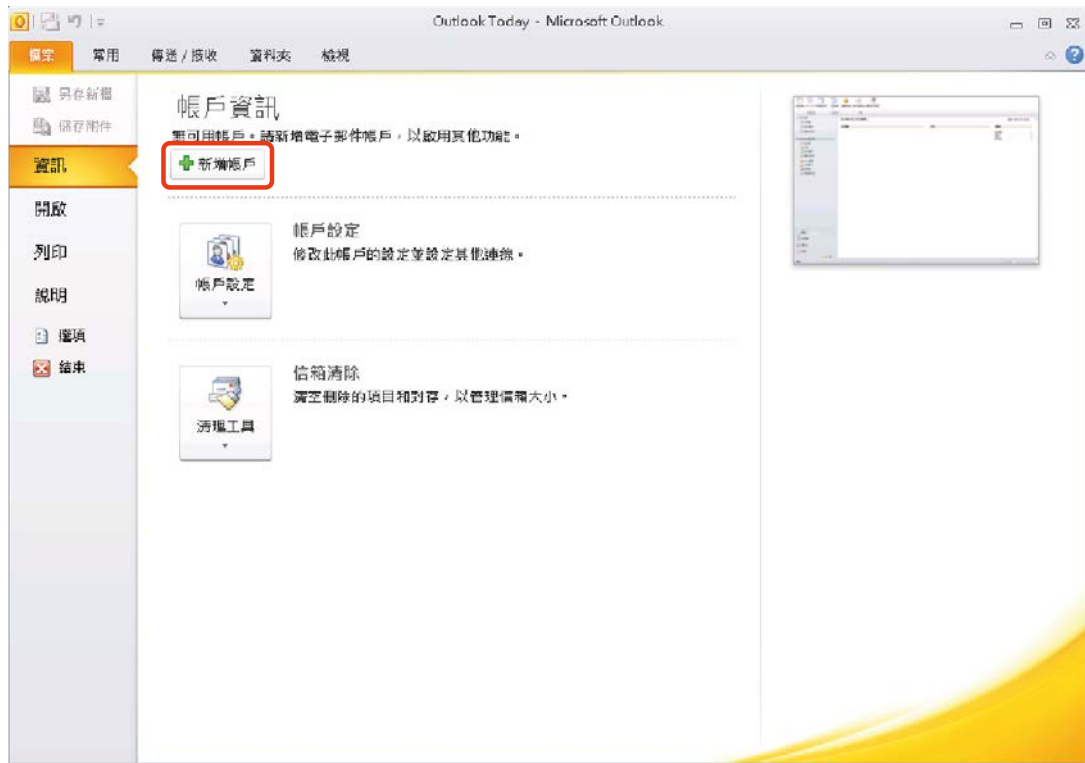 Outlook Today - Microsoft Outlook
檔案 常用 傳送 / 接收 資料夾 檢視
另存新檔
儲存附件
資訊
開啟
列印
說明
選項
結束
帳戶資訊
無可用帳戶。請新增電子郵件帳戶，以啟用其他功能。
新增帳戶
帳戶設定
帳戶設定
修改此帳戶的設定並設定其他連線。
清理工具
信箱清除
清空刪除的項目和封存，以管理信箱大小。